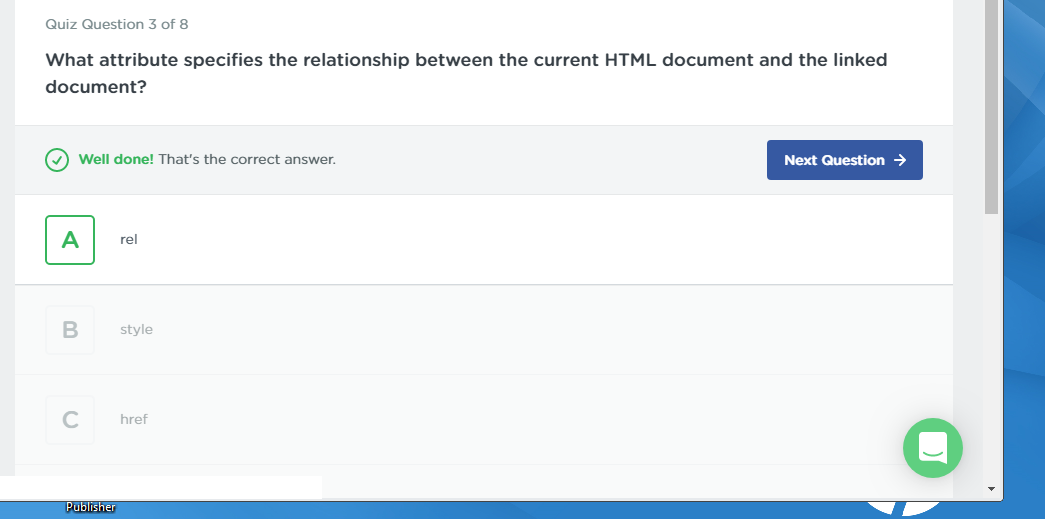 Quiz Question 3 of 8
What attribute specifies the relationship between the current HTML document and the linked
document?
Well done! That's the correct answer.
Next Question →
A rel
B style
C href
Publisher